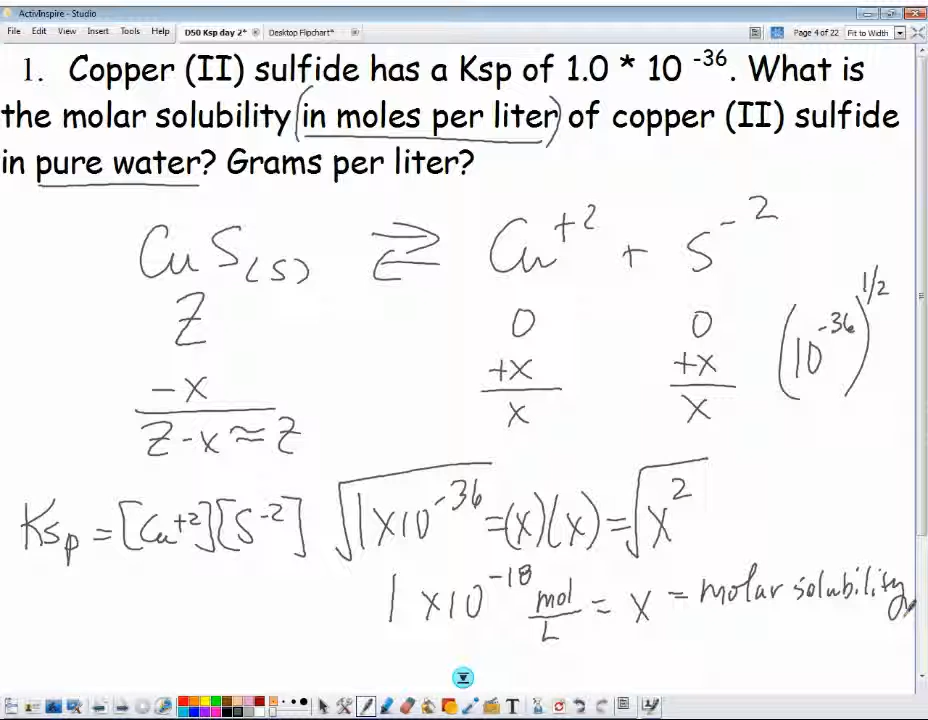 ActivInspire - Studio
File Edit View Insert Tools Help D50 Ksp day 2* Desktop Flipchart* Page 4 of 22 Fit to Width
1. Copper (II) sulfide has a Ksp of 1.0 * 10 ⁻³⁶. What is
the molar solubility (in moles per liter) of copper (II) sulfide
in pure water? Grams per liter?
CuS(s) ⇄ Cu⁺² + S⁻²
Z 0 0 (10⁻³⁶)^1/2
-x +x +x
Z-x≈Z x x
Ksp = [Cu⁺²][S⁻²] √1x10⁻³⁶ = (x)(x) = √x²
1 x10⁻¹⁸ mol/L = x = molar solubility
T